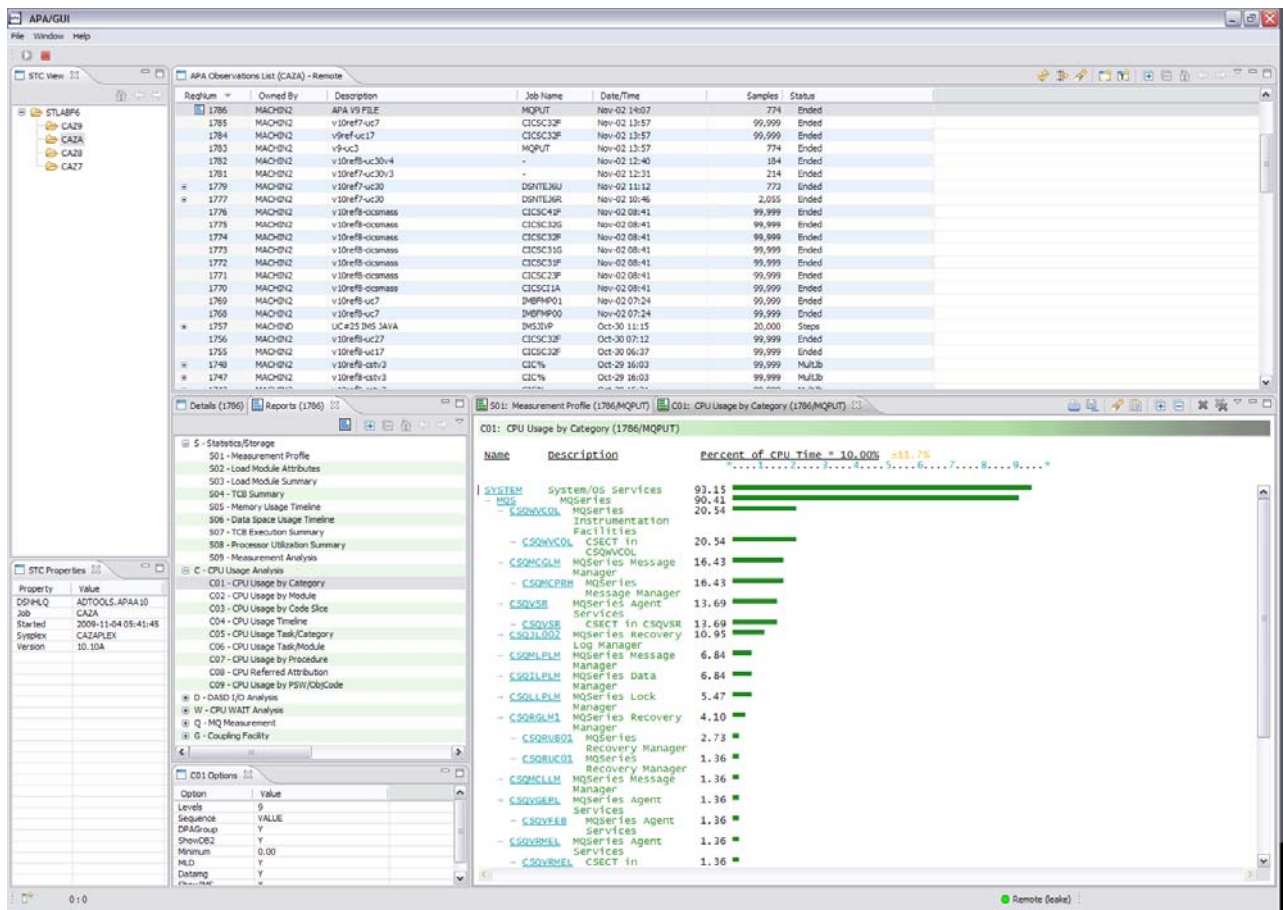 APA/GUI
File Window Help
STC View
STLABF6
CAZ9
CAZA
CAZ8
CAZ7
APA Observations List (CAZA) - Remote
ReqNum Owned By Description Job Name Date/Time Samples Status
1786 MACHIN2 APA V9 FILE MQPUT Nov-02 14:07 774 Ended
1785 MACHIN2 v10ref7-uc7 CICSC32F Nov-02 13:57 99,999 Ended
1784 MACHIN2 v9ref-uc17 CICSC32F Nov-02 13:57 99,999 Ended
1783 MACHIN2 v9-uc3 MQPUT Nov-02 13:57 774 Ended
1782 MACHIN2 v10ref8-uc30v4 - Nov-02 12:40 184 Ended
1781 MACHIN2 v10ref7-uc30v3 - Nov-02 12:31 214 Ended
1779 MACHIN2 v10ref7-uc30 DSNTEJ6U Nov-02 11:12 773 Ended
1777 MACHIN2 v10ref7-uc30 DSNTEJ6R Nov-02 10:46 2,055 Ended
1776 MACHIN2 v10ref8-cicsmass CICSC41F Nov-02 08:41 99,999 Ended
1775 MACHIN2 v10ref8-cicsmass CICSC32G Nov-02 08:41 99,999 Ended
1774 MACHIN2 v10ref8-cicsmass CICSC32F Nov-02 08:41 99,999 Ended
1773 MACHIN2 v10ref8-cicsmass CICSC31G Nov-02 08:41 99,999 Ended
1772 MACHIN2 v10ref8-cicsmass CICSC31F Nov-02 08:41 99,999 Ended
1771 MACHIN2 v10ref8-cicsmass CICSC23F Nov-02 08:41 99,999 Ended
1770 MACHIN2 v10ref8-cicsmass CICSCI1A Nov-02 08:41 99,999 Ended
1769 MACHIN2 v10ref8-uc7 IMBFMP01 Nov-02 07:24 99,999 Ended
1768 MACHIN2 v10ref8-uc7 IMBFMP00 Nov-02 07:24 99,999 Ended
1757 MACHIND UC#25 IMS JAVA IMSJIVP Oct-30 11:15 20,000 Steps
1756 MACHIN2 v10ref8-uc27 CICSC32F Oct-30 07:12 99,999 Ended
1755 MACHIN2 v10ref8-uc17 CICSC32F Oct-30 06:37 99,999 Ended
1748 MACHIN2 v10ref8-cstv3 CIC% Oct-29 16:03 99,999 MultJb
1747 MACHIN2 v10ref8-cstv3 CIC% Oct-29 16:03 99,999 MultJb
Details (1786) Reports (1786)
S - Statistics/Storage
S01 - Measurement Profile
S02 - Load Module Attributes
S03 - Load Module Summary
S04 - TCB Summary
S05 - Memory Usage Timeline
S06 - Data Space Usage Timeline
S07 - TCB Execution Summary
S08 - Processor Utilization Summary
S09 - Measurement Analysis
C - CPU Usage Analysis
C01 - CPU Usage by Category
C02 - CPU Usage by Module
C03 - CPU Usage by Code Slice
C04 - CPU Usage Timeline
C05 - CPU Usage Task/Category
C06 - CPU Usage Task/Module
C07 - CPU Usage by Procedure
C08 - CPU Referred Attribution
C09 - CPU Usage by PSW/ObjCode
D - DASD I/O Analysis
W - CPU WAIT Analysis
Q - MQ Measurement
G - Coupling Facility
STC Properties
Property Value
DSNHLQ ADTOOLS.APAA10
Job CAZA
Started 2009-11-04 05:41:45
Sysplex CAZAPLEX
Version 10.10A
C01 Options
Option Value
Levels 9
Sequence VALUE
DPAGroup Y
ShowDB2 Y
Minimum 0.00
MLD Y
Datamg Y
S01: Measurement Profile (1786/MQPUT) C01: CPU Usage by Category (1786/MQPUT)
C01: CPU Usage by Category (1786/MQPUT)
Name Description Percent of CPU Time * 10.00% ±11.7%
*....1....2....3....4....5....6....7....8....9....*
SYSTEM System/OS Services 93.15
- MQS MQSeries 90.41
- CSQWVCOL MQSeries 20.54
Instrumentation
Facilities
- CSQWVCOL CSECT in 20.54
CSQWVCOL
- CSQMCGLM MQSeries Message 16.43
Manager
- CSQMCPRH MQSeries 16.43
Message Manager
- CSQVSR MQSeries Agent 13.69
Services
- CSQVSR CSECT in CSQVSR 13.69
- CSQJL002 MQSeries Recovery 10.95
Log Manager
- CSQMLPLM MQSeries Message 6.84
Manager
- CSQILPLM MQSeries Data 6.84
Manager
- CSQLLPLM MQSeries Lock 5.47
Manager
- CSQRGLM1 MQSeries Recovery 4.10
Manager
- CSQRUB01 MQSeries 2.73
Recovery Manager
- CSQRUC01 MQSeries 1.36
Recovery Manager
- CSQMCLLM MQSeries Message 1.36
Manager
- CSQVGEPL MQSeries Agent 1.36
Services
- CSQVFEB MQSeries Agent 1.36
Services
- CSQVRMEL MQSeries Agent 1.36
Services
- CSQVRMEL CSECT in 1.36
0 : 0
Remote (leake)